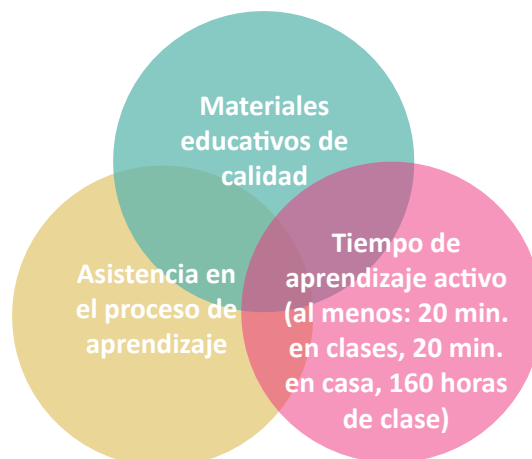 Materiales
educativos de
calidad
Asistencia en
el proceso de
aprendizaje
Tiempo de
aprendizaje activo
(al menos: 20 min.
en clases, 20 min.
en casa, 160 horas
de clase)